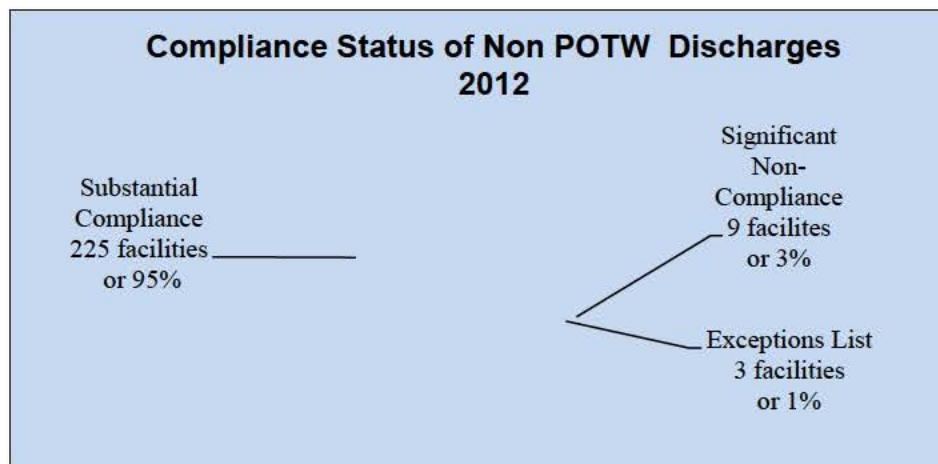 Compliance Status of Non POTW Discharges
2012
Substantial
Compliance
225 facilities
or 95%
Significant
Non-
Compliance
9 facilites
or 3%
Exceptions List
3 facilities
or 1%